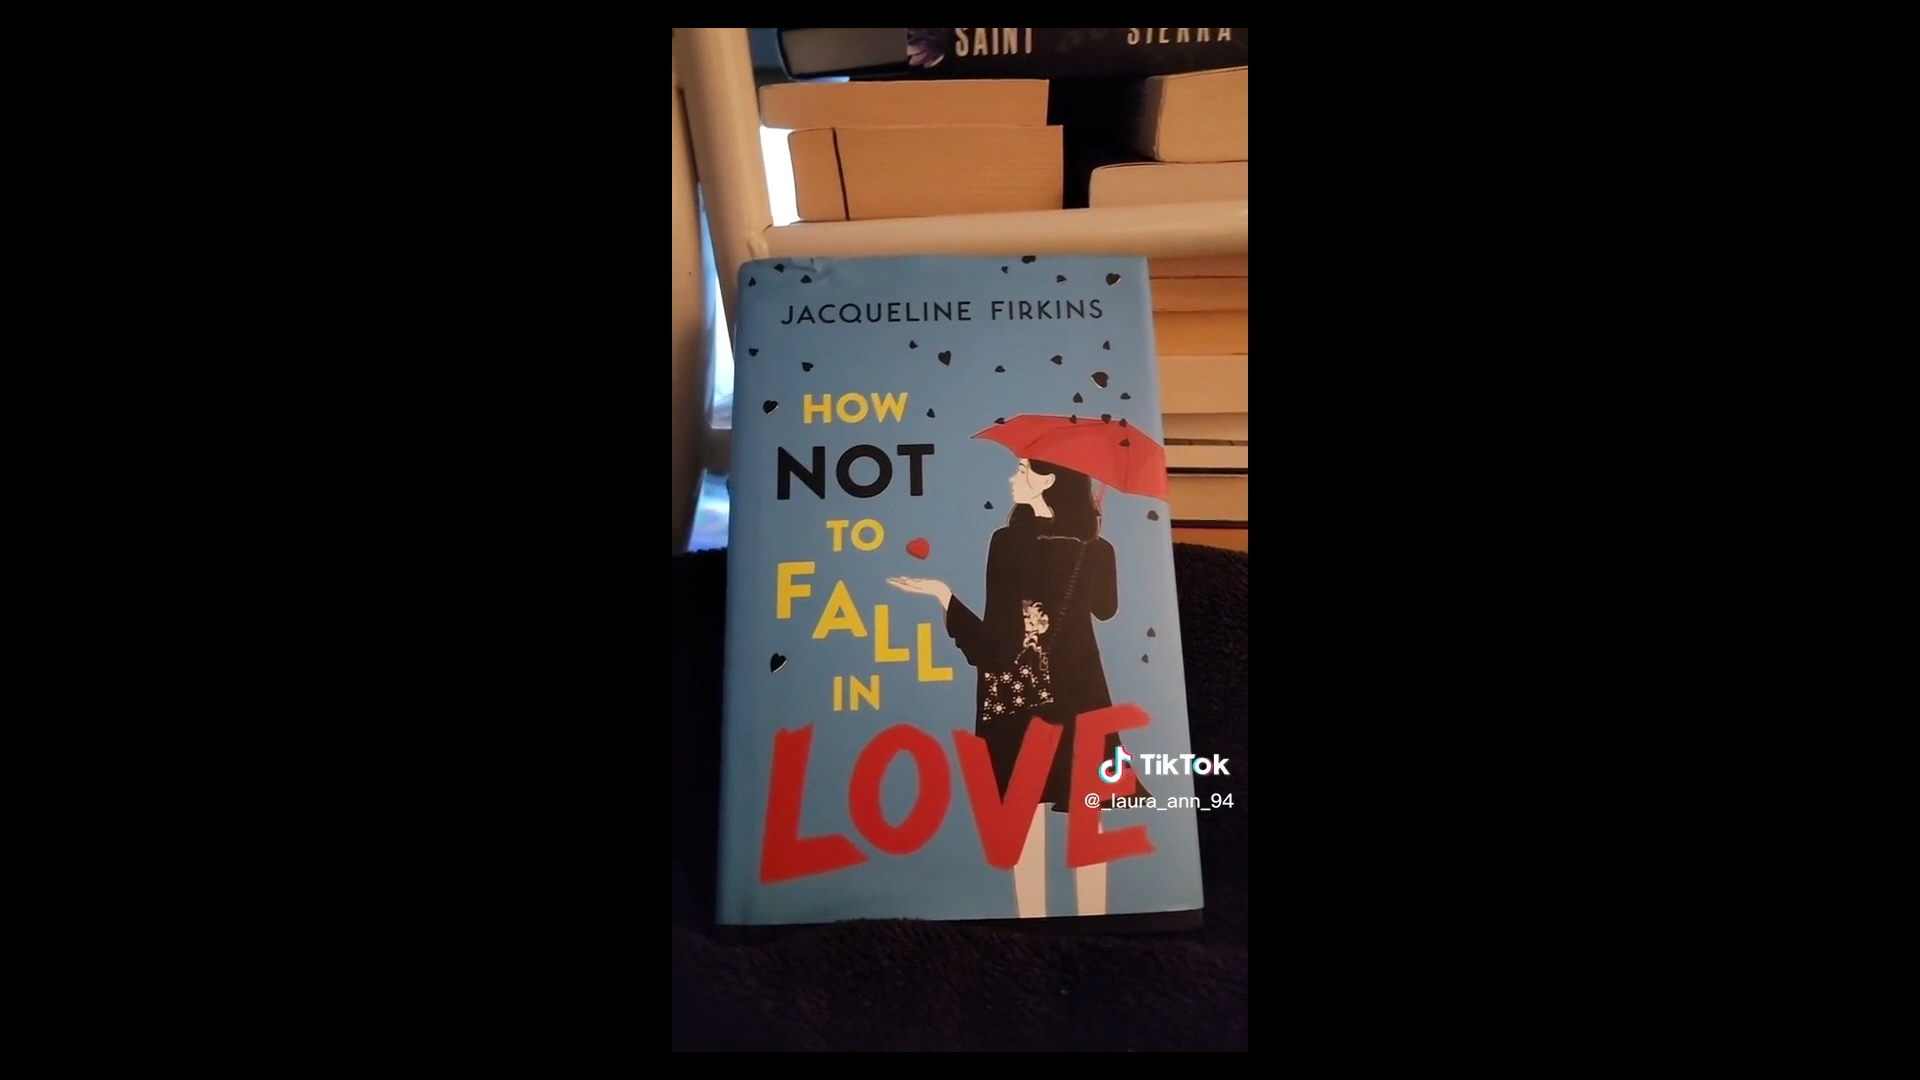 SAINT SIERRA
JACQUELINE FIRKINS
HOW
NOT
TO
FALL
IN
LOVE
TikTok
@_laura_ann_94